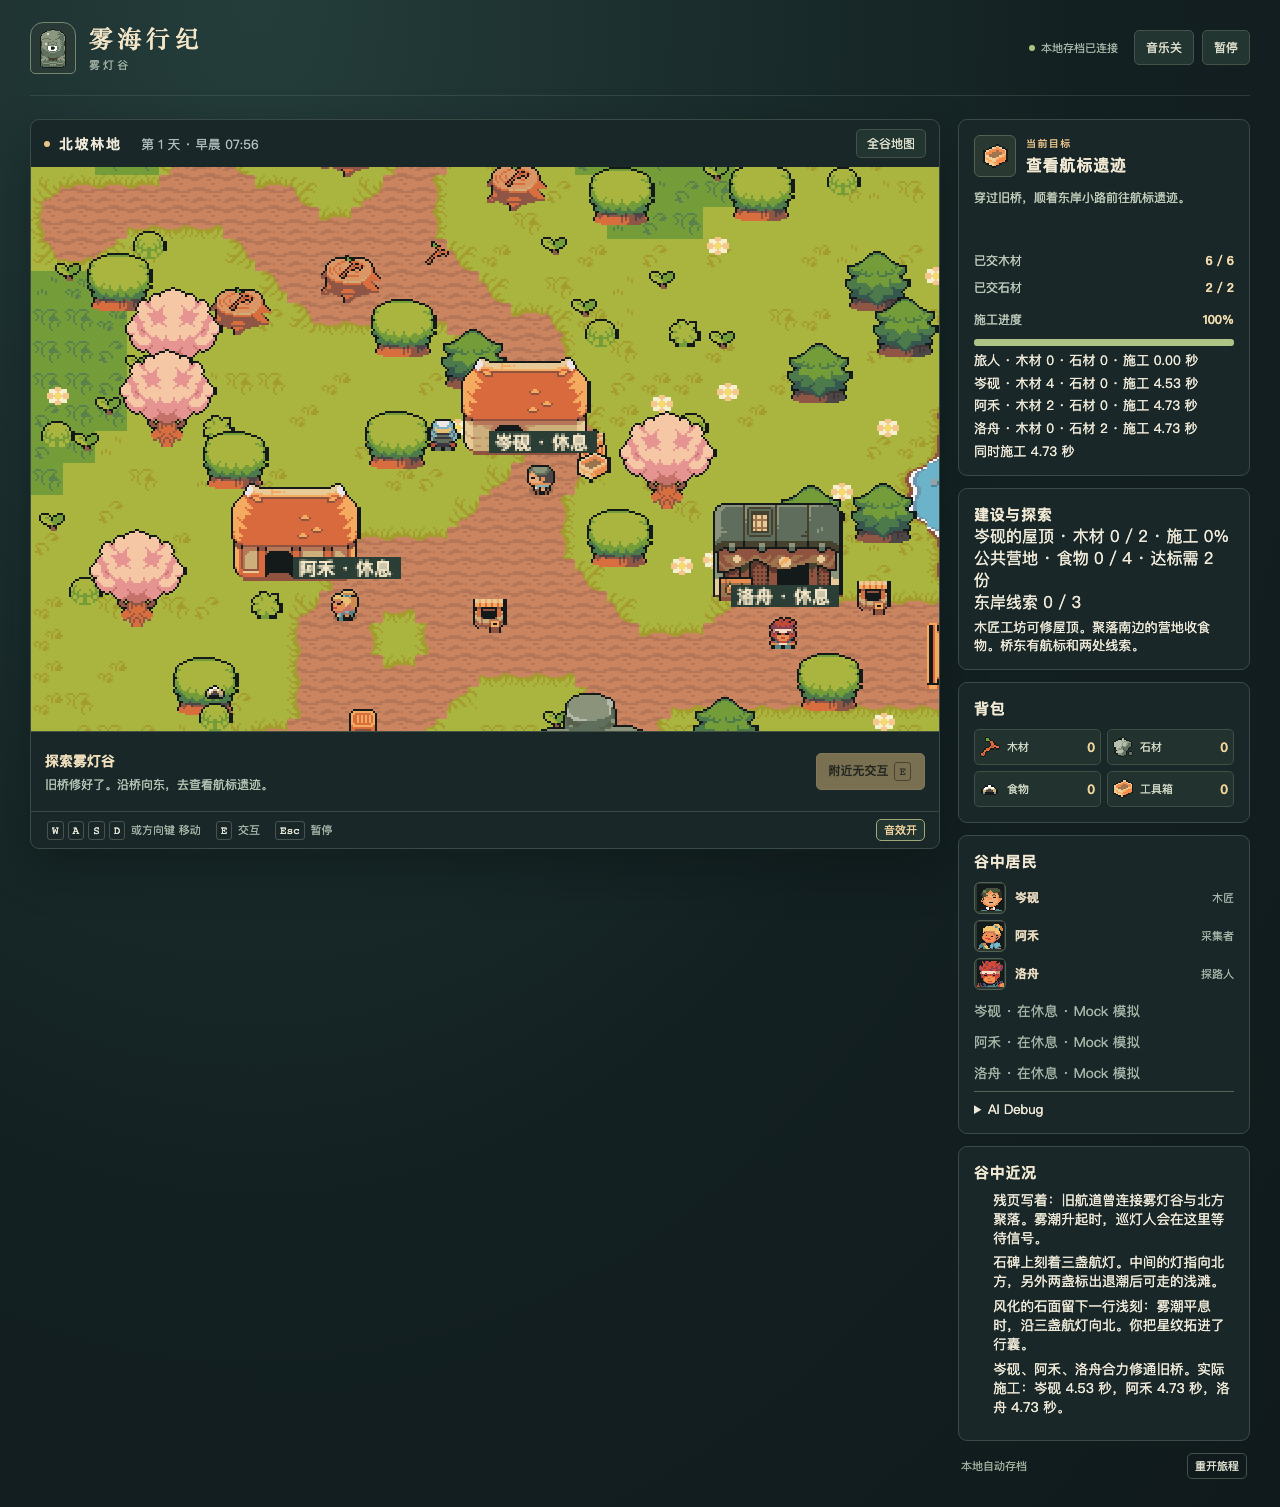 雾海行纪
雾灯谷
本地存档已连接
音乐关
暂停
北坡林地
第 1 天 · 早晨 07:56
全谷地图
岑砚 · 休息
阿禾 · 休息
洛舟 · 休息
探索雾灯谷
旧桥修好了。沿桥向东，去查看航标遗迹。
附近无交互 E
W A S D 或方向键 移动 E 交互 Esc 暂停
音效开
当前目标
查看航标遗迹
穿过旧桥，顺着东岸小路前往航标遗迹。
已交木材 6 / 6
已交石材 2 / 2
施工进度 100%
旅人 · 木材 0 · 石材 0 · 施工 0.00 秒
岑砚 · 木材 4 · 石材 0 · 施工 4.53 秒
阿禾 · 木材 2 · 石材 0 · 施工 4.73 秒
洛舟 · 木材 0 · 石材 2 · 施工 4.73 秒
同时施工 4.73 秒
建设与探索
岑砚的屋顶 · 木材 0 / 2 · 施工 0%
公共营地 · 食物 0 / 4 · 达标需 2
份
东岸线索 0 / 3
木匠工坊可修屋顶。聚落南边的营地收食
物。桥东有航标和两处线索。
背包
木材 0
石材 0
食物 0
工具箱 0
谷中居民
岑砚 木匠
阿禾 采集者
洛舟 探路人
岑砚 · 在休息 · Mock 模拟
阿禾 · 在休息 · Mock 模拟
洛舟 · 在休息 · Mock 模拟
AI Debug
谷中近况
残页写着：旧航道曾连接雾灯谷与北方
聚落。雾潮升起时，巡灯人会在这里等
待信号。
石碑上刻着三盏航灯。中间的灯指向北
方，另外两盏标出退潮后可走的浅滩。
风化的石面留下一行浅刻：雾潮平息
时，沿三盏航灯向北。你把星纹拓进了
行囊。
岑砚、阿禾、洛舟合力修通旧桥。实际
施工：岑砚 4.53 秒，阿禾 4.73 秒，洛
舟 4.73 秒。
本地自动存档
重开旅程